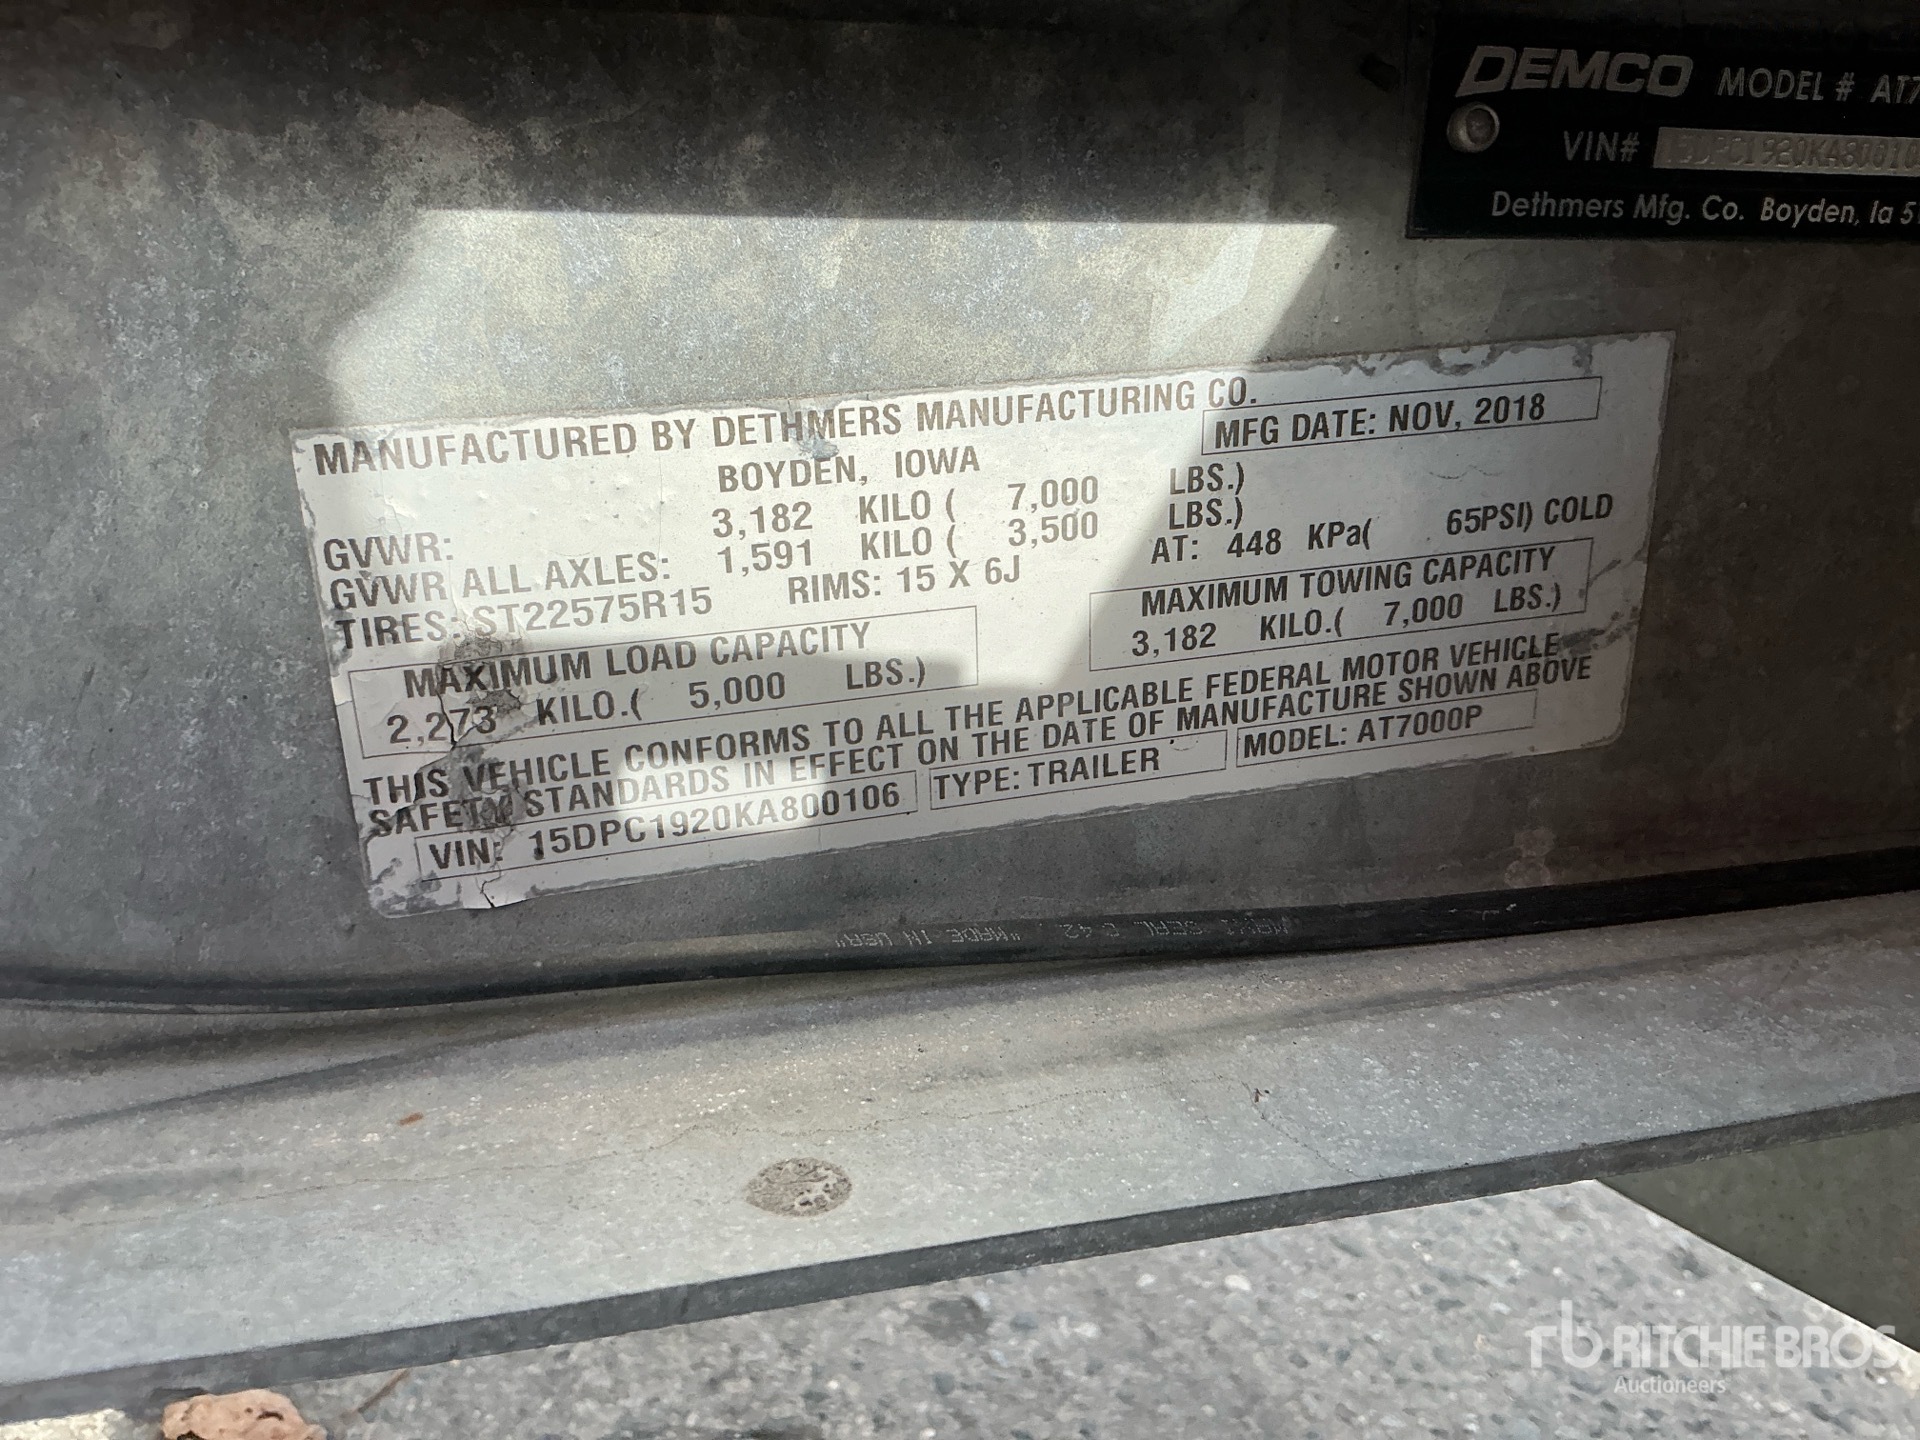 DEMCO MODEL # AT7
VIN# 15DPC1920KA80010
Dethmers Mfg. Co. Boyden, Ia 5
MANUFACTURED BY DETHMERS MANUFACTURING CO.
BOYDEN, IOWA
MFG DATE: NOV, 2018
GVWR: 3,182 KILO ( 7,000 LBS.)
GVWR ALL AXLES: 1,591 KILO ( 3,500 LBS.)
TIRES: ST22575R15 RIMS: 15 X 6J AT: 448 KPa( 65PSI) COLD
MAXIMUM LOAD CAPACITY
2,273 KILO.( 5,000 LBS.)
MAXIMUM TOWING CAPACITY
3,182 KILO.( 7,000 LBS.)
THIS VEHICLE CONFORMS TO ALL THE APPLICABLE FEDERAL MOTOR VEHICLE
SAFETY STANDARDS IN EFFECT ON THE DATE OF MANUFACTURE SHOWN ABOVE
VIN: 15DPC1920KA800106 TYPE: TRAILER MODEL: AT7000P
"MADE IN USA"
rb RITCHIE BROS.
Auctioneers